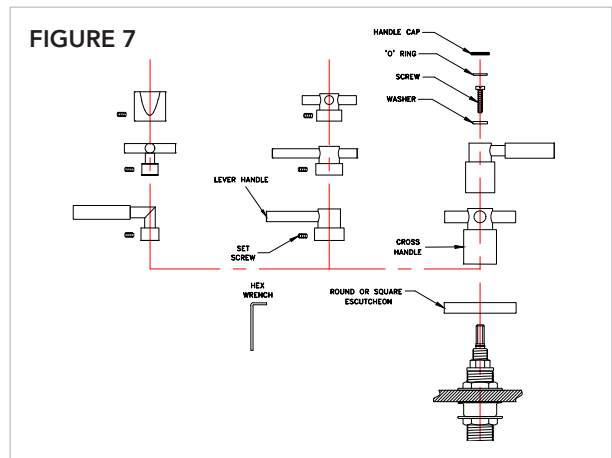 FIGURE 7
HANDLE CAP
"O" RING
SCREW
WASHER
LEVER HANDLE
SET
SCREW
CROSS
HANDLE
HEX
WRENCH
ROUND OR SQUARE
ESCUTCHEON